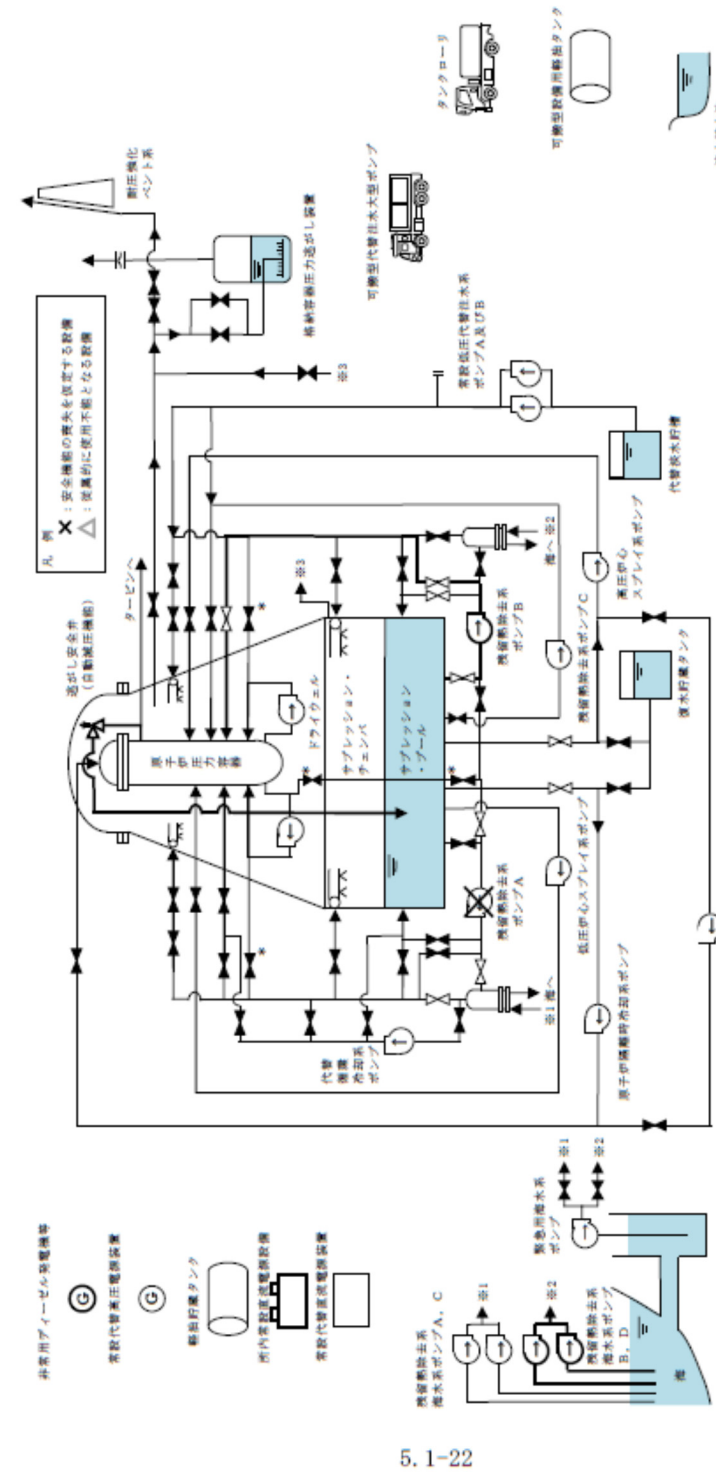 非常用ディーゼル発電機等
G
常設代替高圧電源装置
G
軽油貯蔵タンク
所内常設直流電源設備
常設代替直流電源装置
残留熱除去系
海水系ポンプA,C
※1
※2
残留熱除去系
海水系ポンプ
B,D
海
緊急用海水系
ポンプ
※1
※2
逃がし安全弁
(自動減圧機能)
タービンへ
凡 例
×:安全機能の喪失を仮定する設備
△:従属的に使用不能となる設備
耐圧強化
ベント系
格納容器圧力逃がし装置
※3
原子炉圧力容器
ドライウェル
※3
サプレッション・
チェンバ
サプレッション
・プール
*
*
*
*
代替
循環
冷却系
ポンプ
※1
海へ
残留熱除去系
ポンプA
残留熱除去系
ポンプB
海へ
※2
残留熱除去系ポンプC
低圧炉心スプレイ系ポンプ
原子炉隔離時冷却系ポンプ
高圧炉心
スプレイ系ポンプ
復水貯蔵タンク
代替淡水貯槽
常設低圧代替注水系
ポンプA及びB
可搬型代替注水大型ポンプ
タンクローリ
可搬型設備用軽油タンク
5.1-22